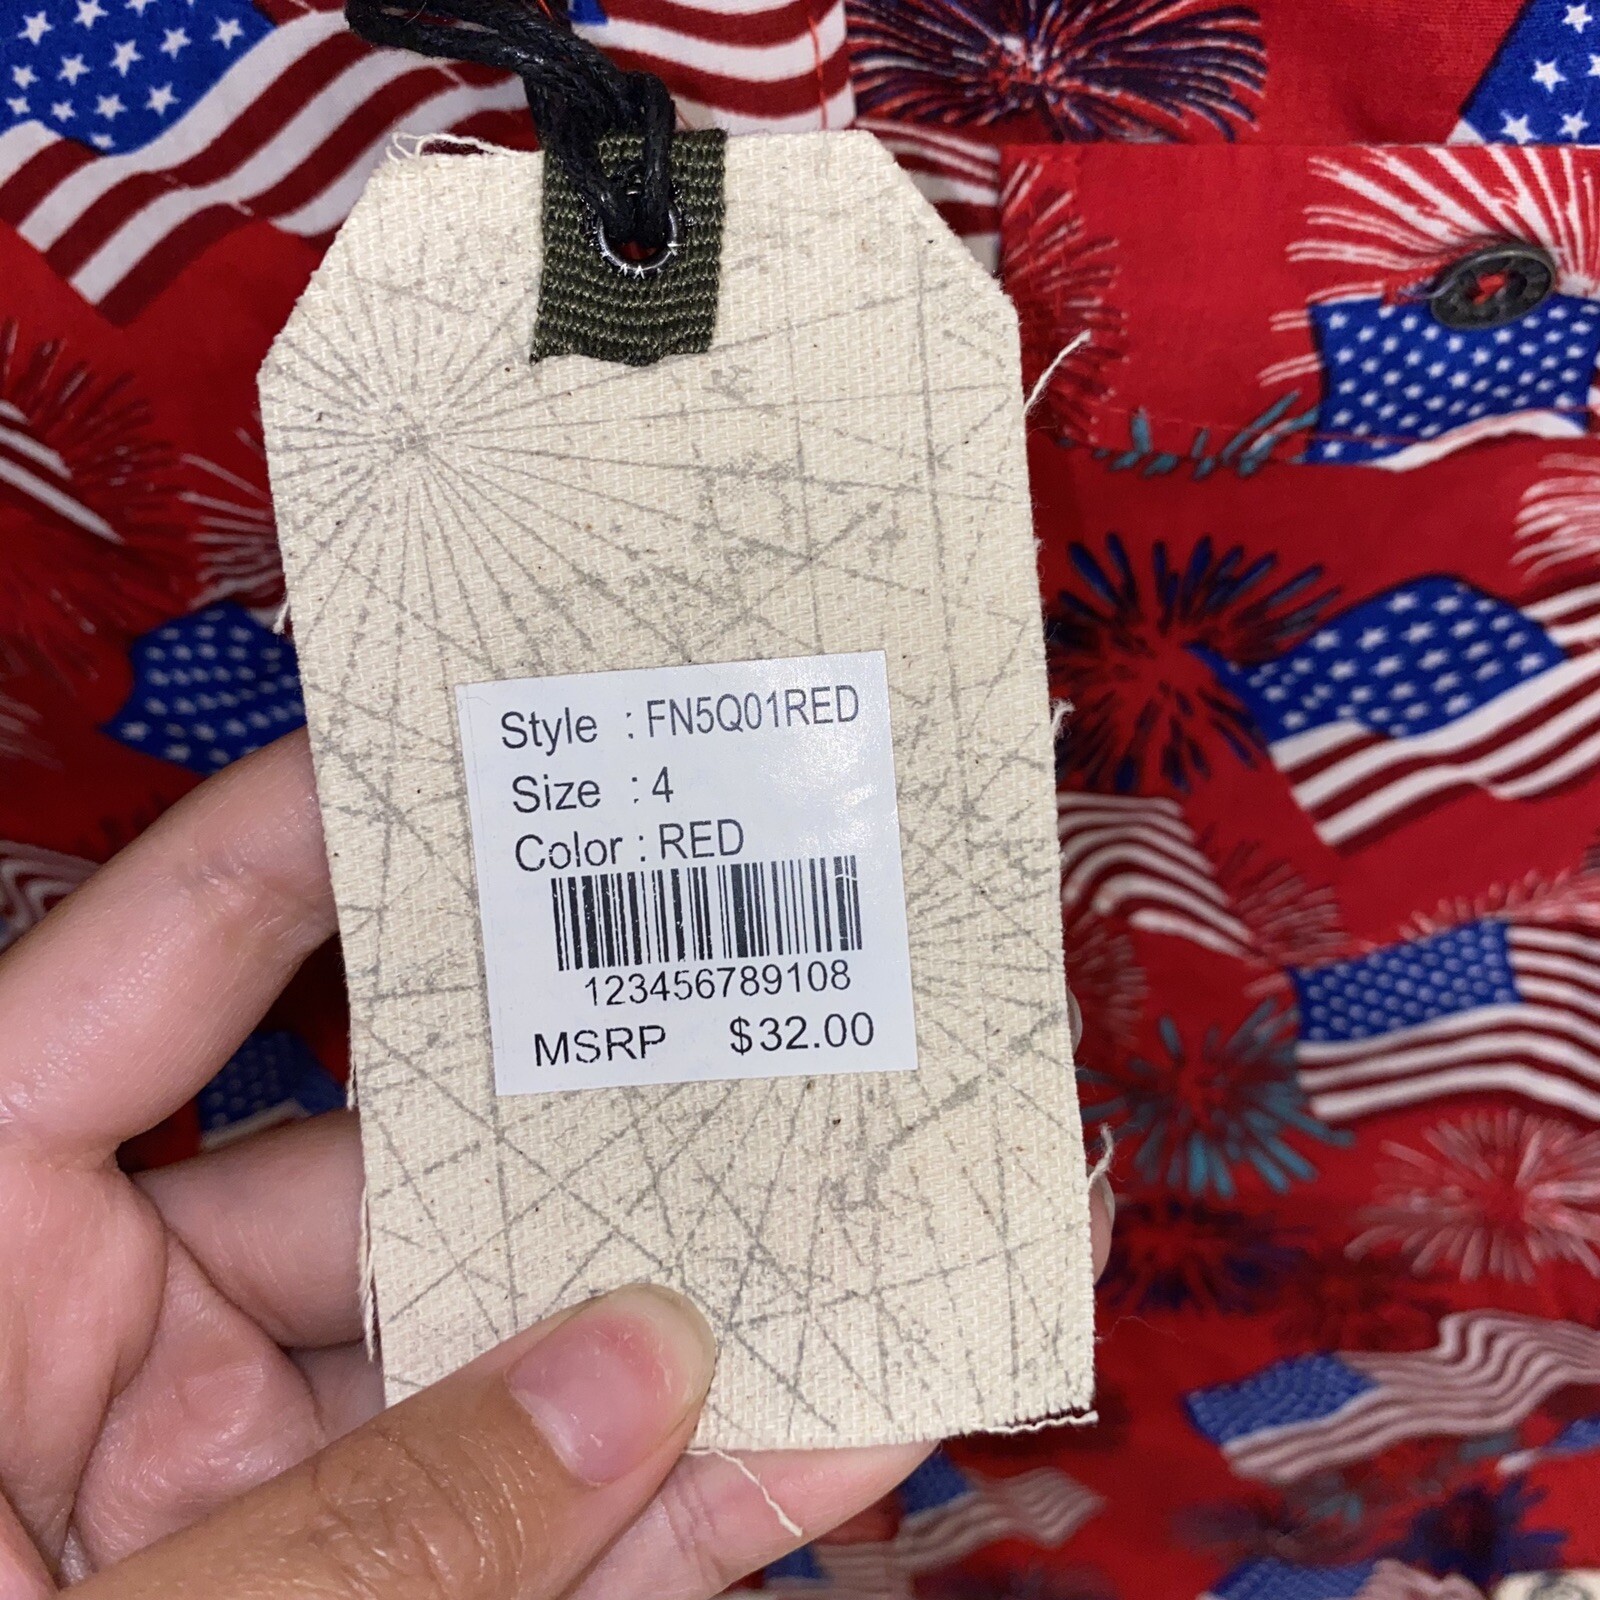 Style : FN5Q01RED
Size : 4
Color : RED
123456789108
MSRP $32.00